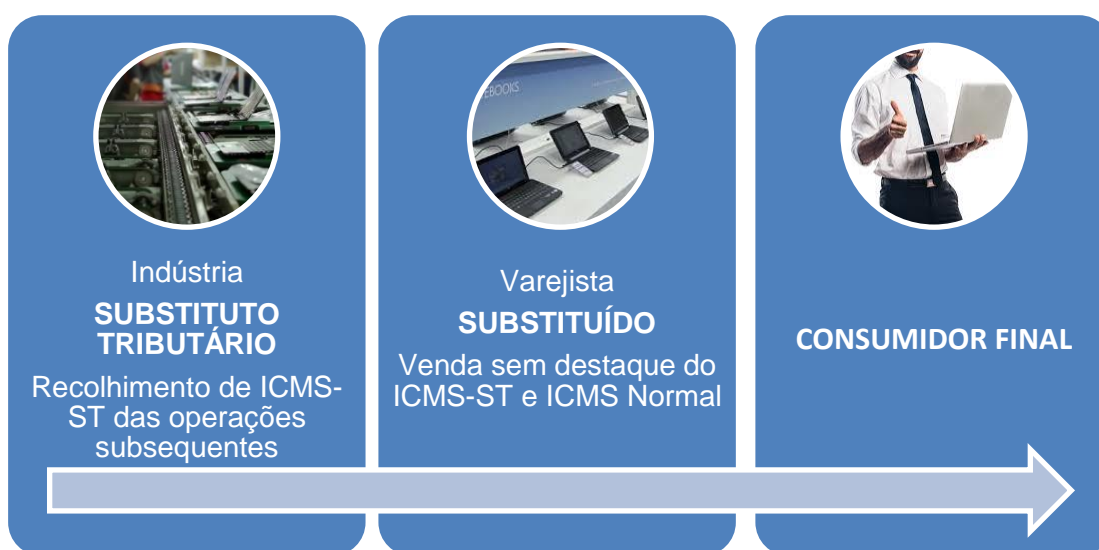 Indústria
SUBSTITUTO
TRIBUTÁRIO
Recolhimento de ICMS-
ST das operações
subsequentes
EBOOKS
Varejista
SUBSTITUÍDO
Venda sem destaque do
ICMS-ST e ICMS Normal
CONSUMIDOR FINAL